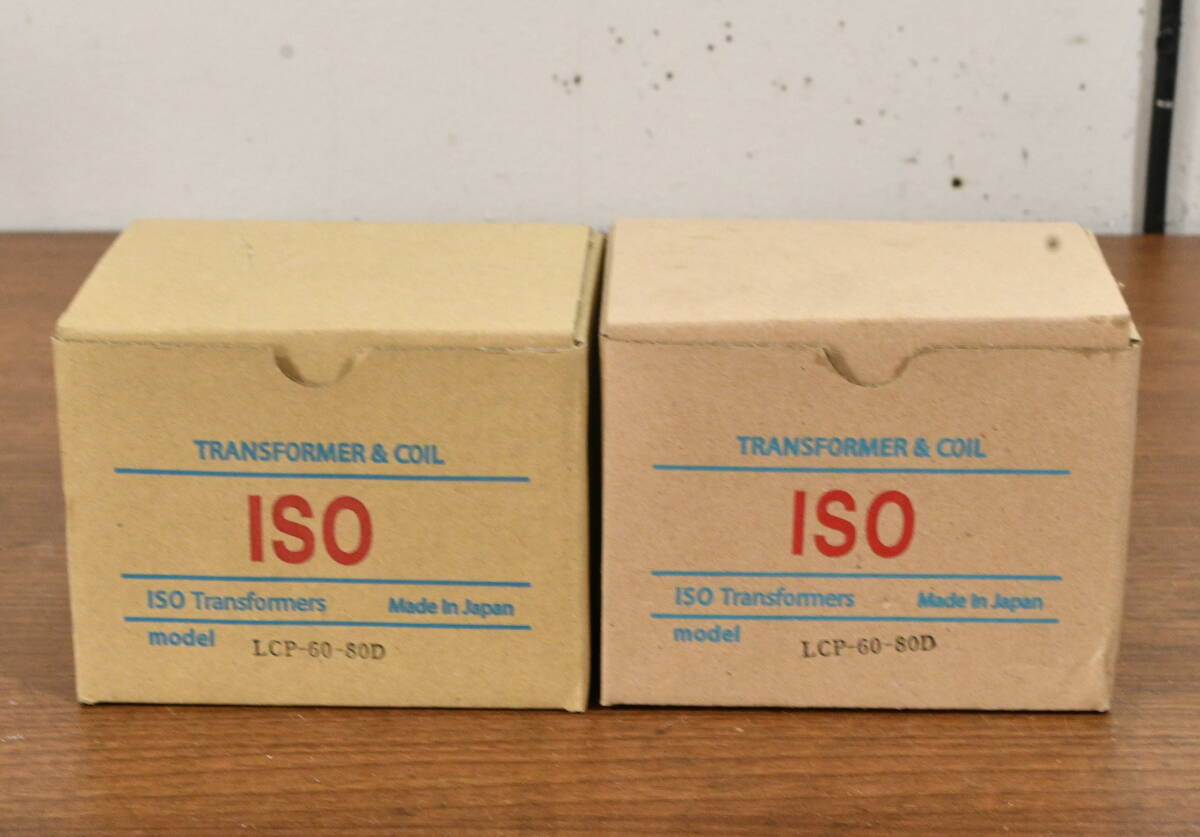 TRANSFORMER & COIL
ISO
ISO Transformers Made In Japan
model LCP-60-80D
TRANSFORMER & COIL
ISO
ISO Transformers Made In Japan
model LCP-60-80D